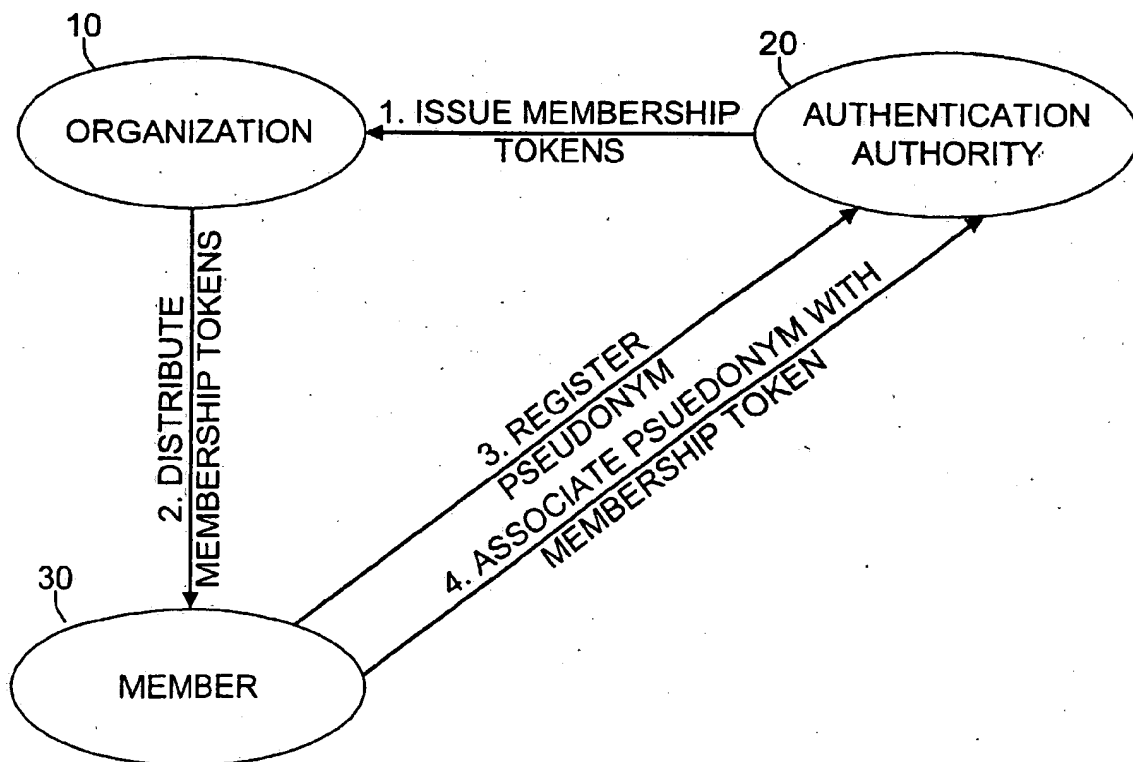 10
ORGANIZATION
20
AUTHENTICATION
AUTHORITY
1. ISSUE MEMBERSHIP
TOKENS
2. DISTRIBUTE
MEMBERSHIP TOKENS
3. REGISTER
PSEUDONYM
4. ASSOCIATE PSUEDONYM WITH
MEMBERSHIP TOKEN
30
MEMBER